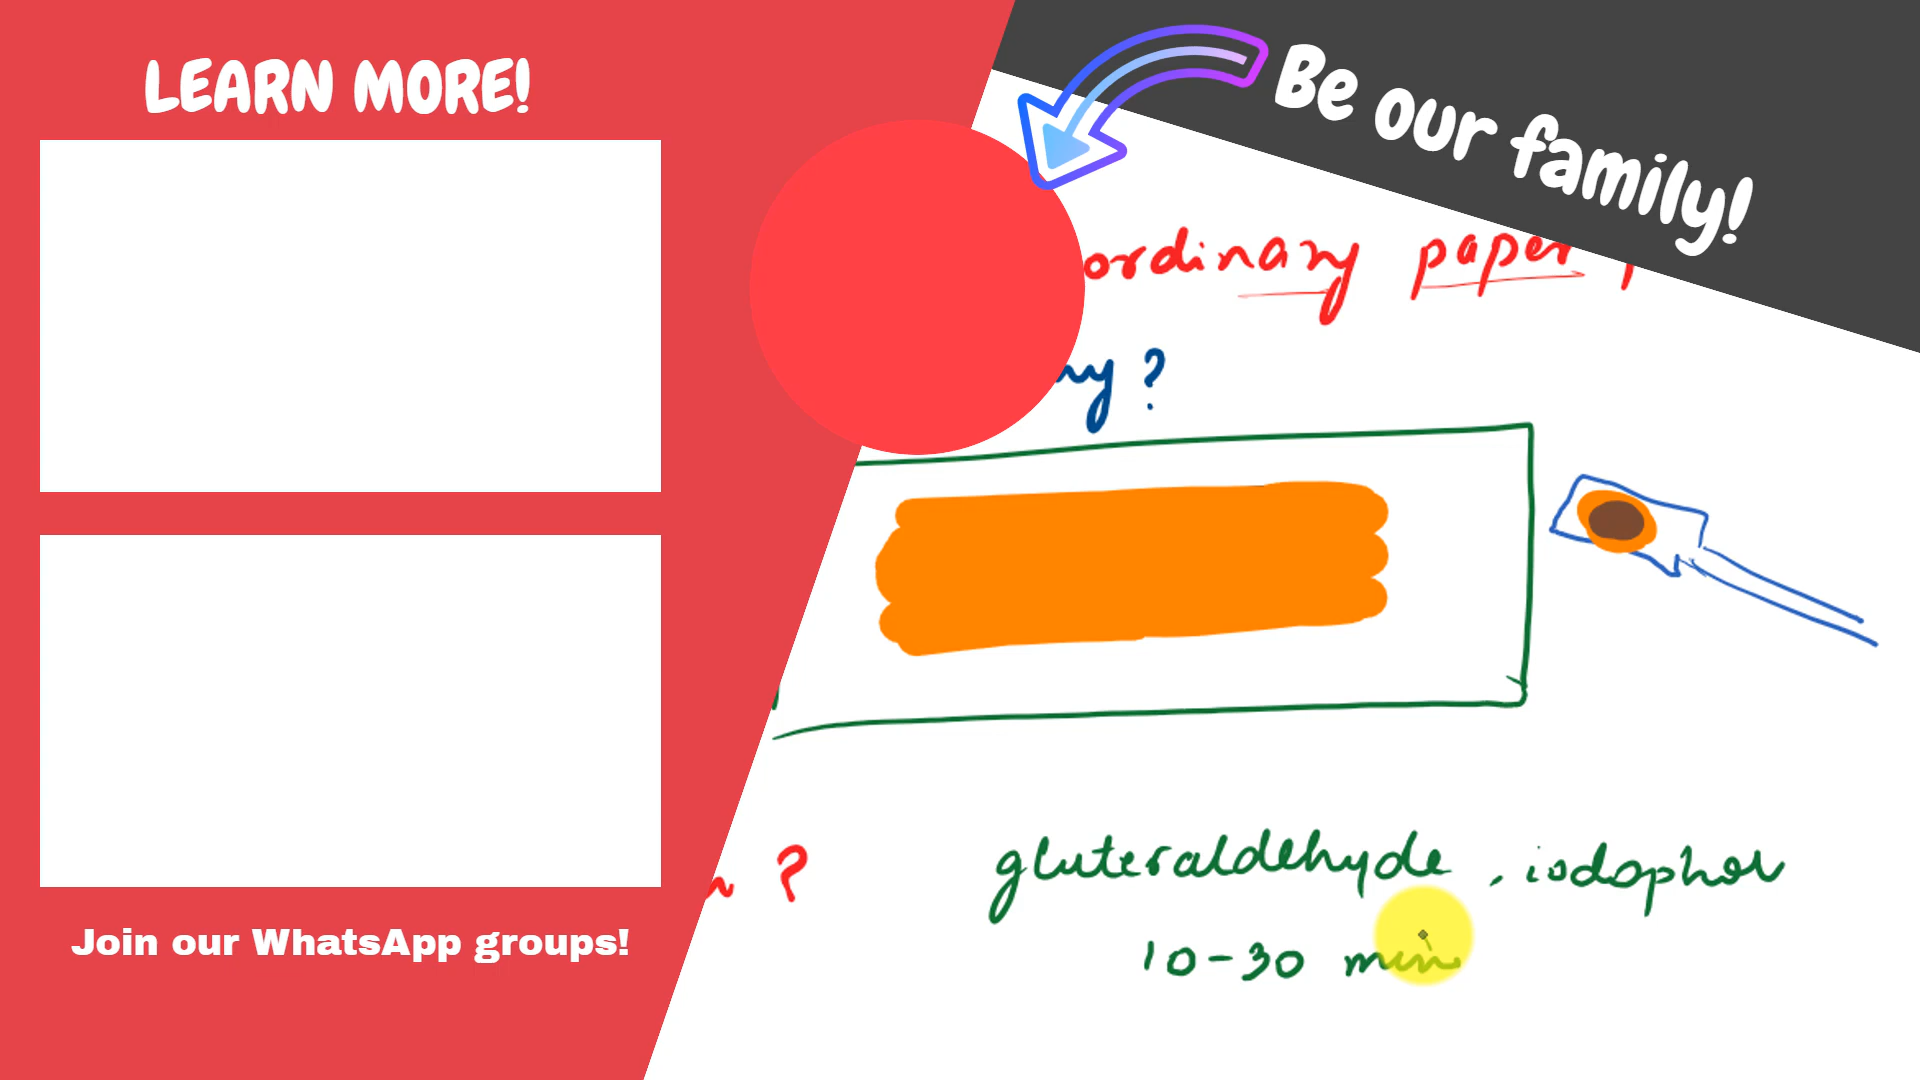 LEARN MORE!
Be our family!
ordinary paper
?
?
gluteraldehyde, iodophor
10-30 min
Join our WhatsApp groups!